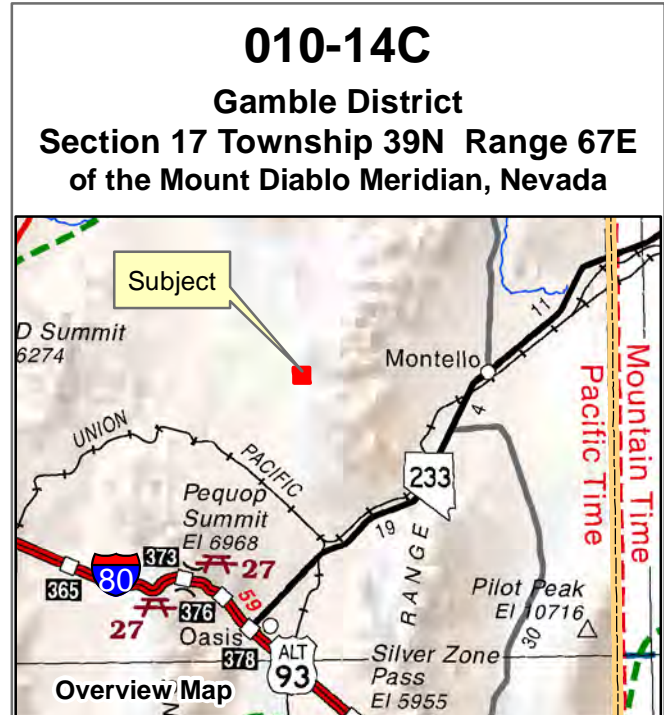 010-14C
Gamble District
Section 17 Township 39N Range 67E
of the Mount Diablo Meridian, Nevada
Subject
D Summit
6274
Montello
11
4
Mountain Time
Pacific Time
UNION
PACIFIC
233
19
RANGE
Pequop
Summit
El 6968
373
27
365
80
376
59
27
Oasis
378
ALT
93
Pilot Peak
El 10716
30
Silver Zone
Pass
El 5955
Overview Map
N